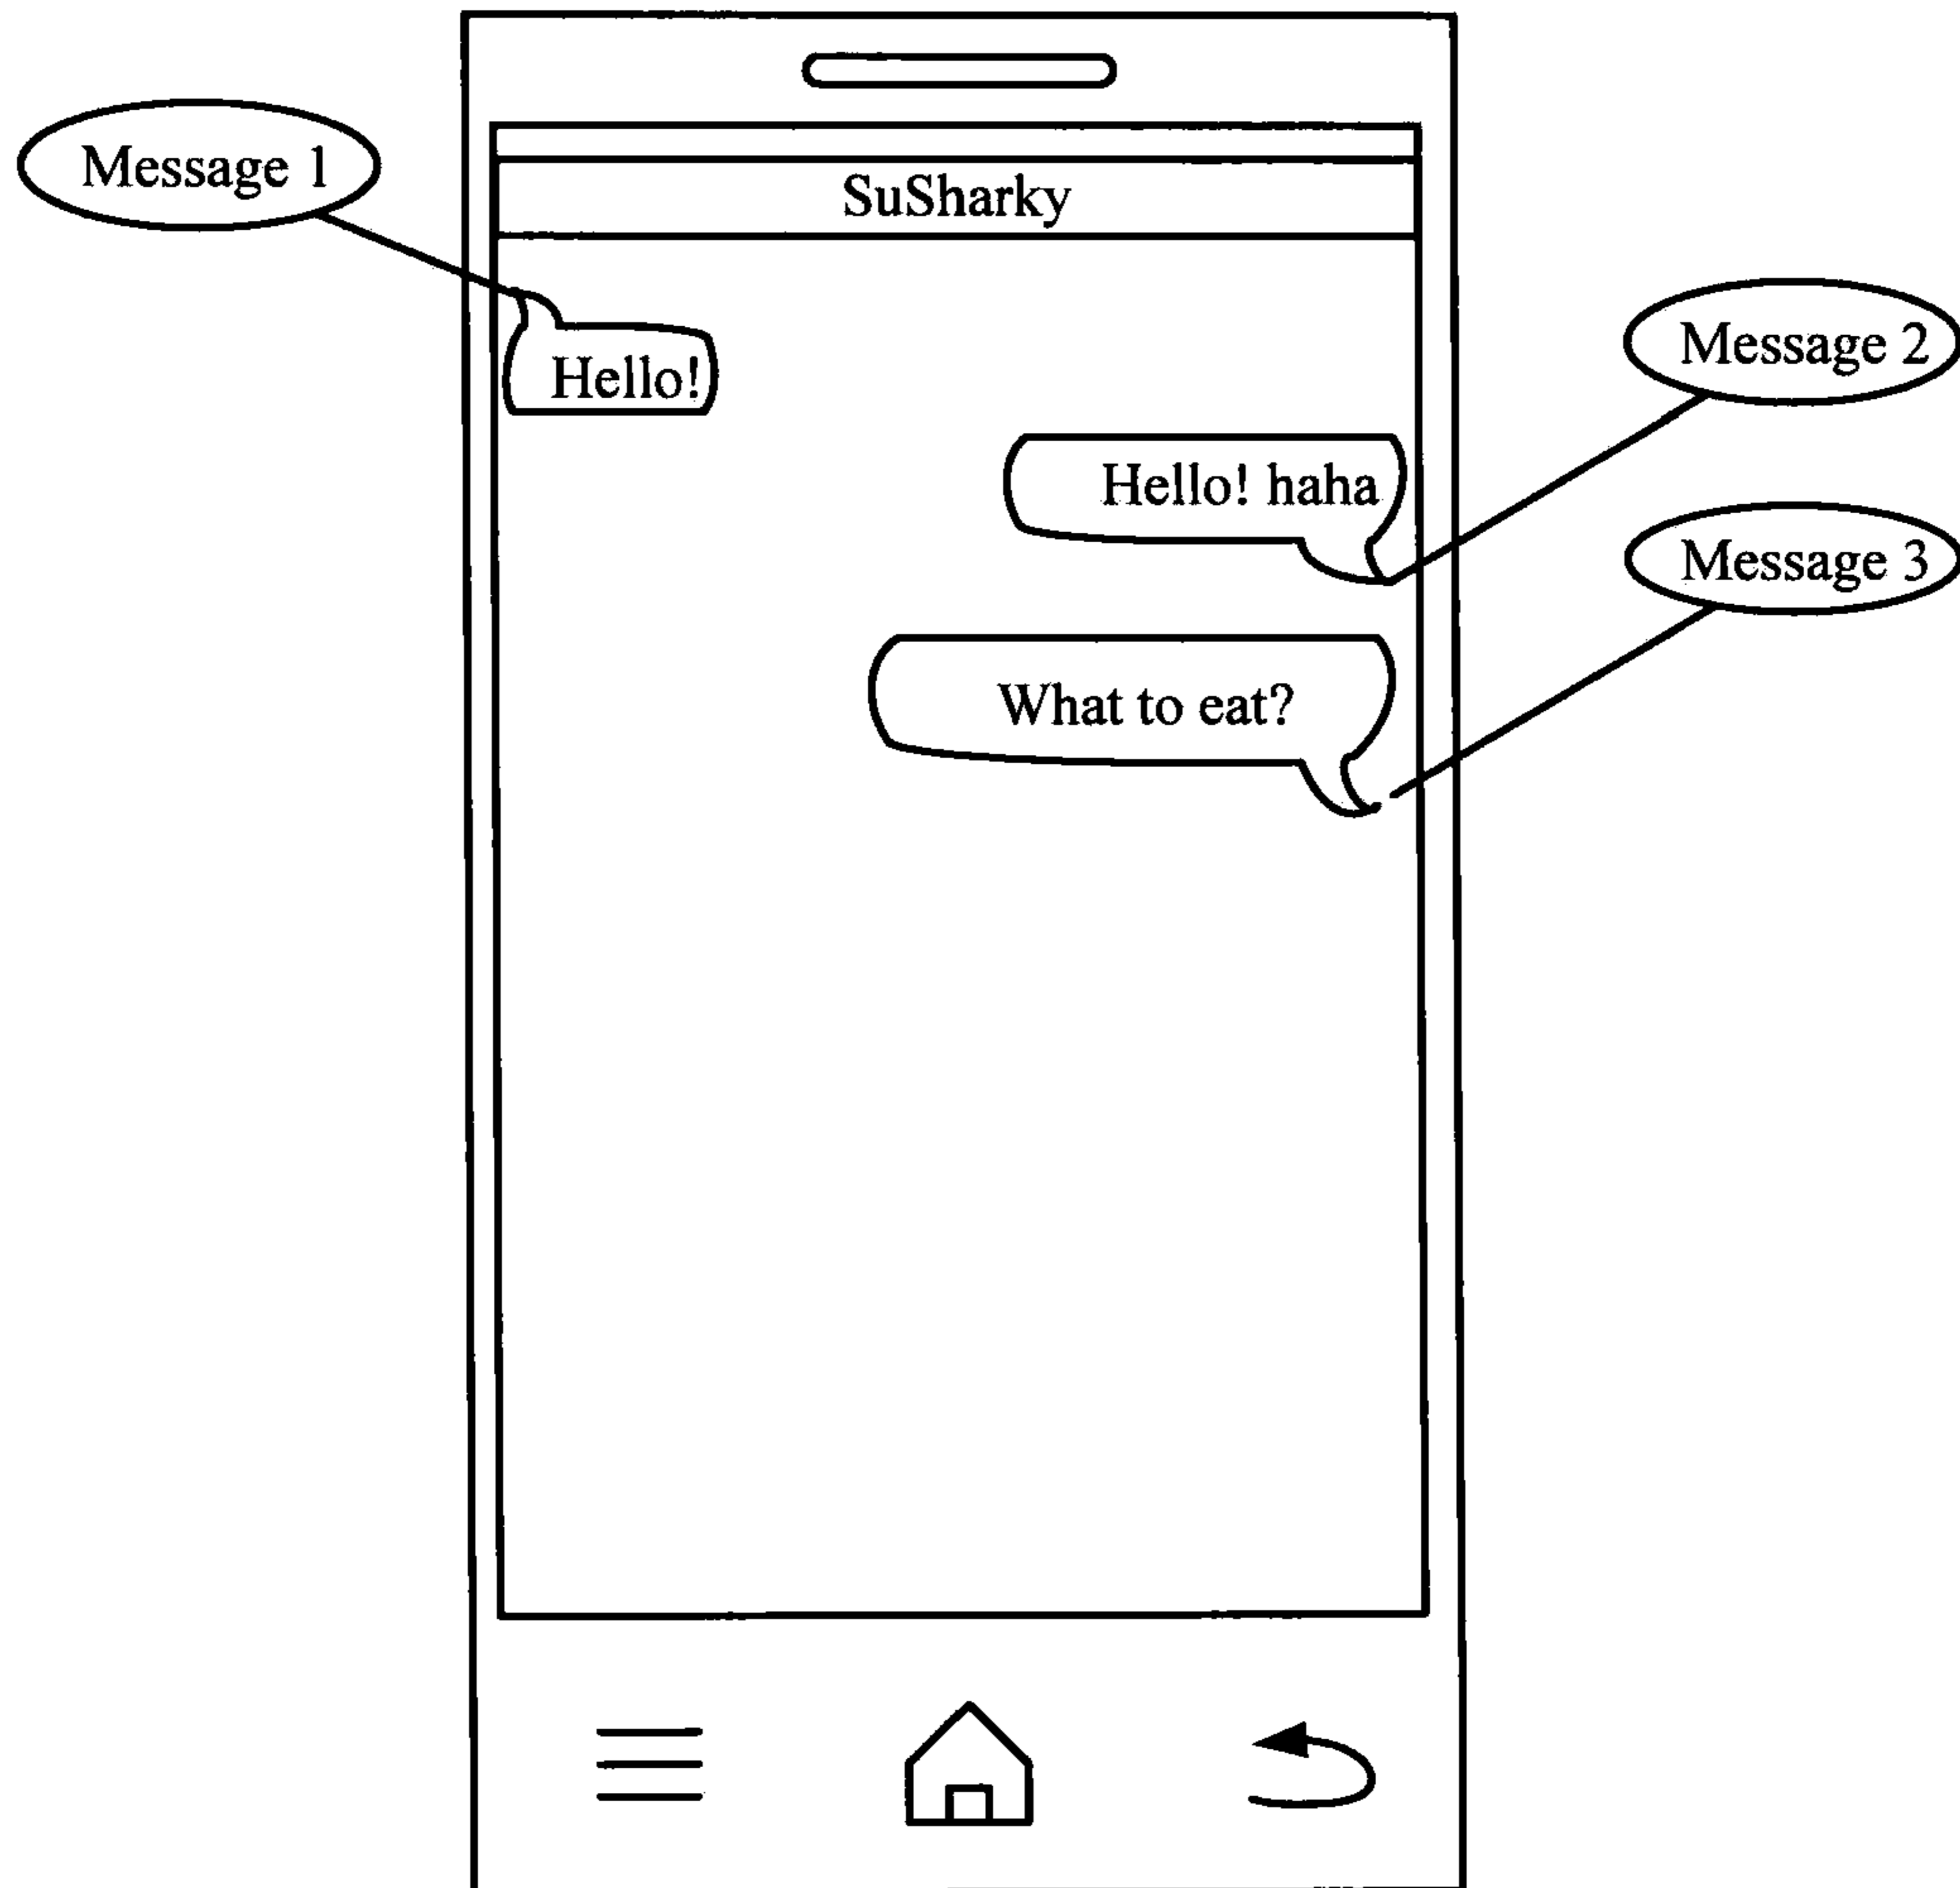 Message 1
SuSharky
Hello!
Message 2
Hello! haha
Message 3
What to eat?